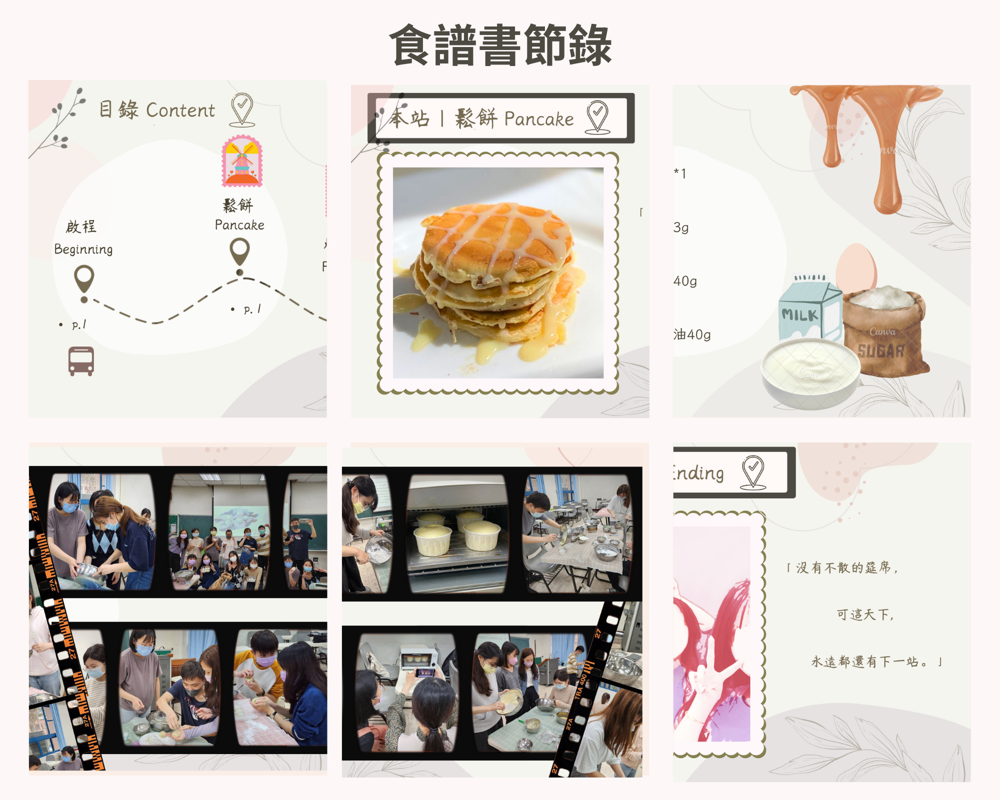 食譜書節錄
目錄 Content
鬆餅
Pancake
啟程
Beginning
• p.1
• p.1
本站 | 鬆餅 Pancake
「
*1
3g
40g
油40g
MILK
Canva
SUGAR
Canva
27
27A
27
27A
27
TRA 400
27A
27
Ending
「沒有不散的筵席，
可這天下，
永遠都還有下一站。」